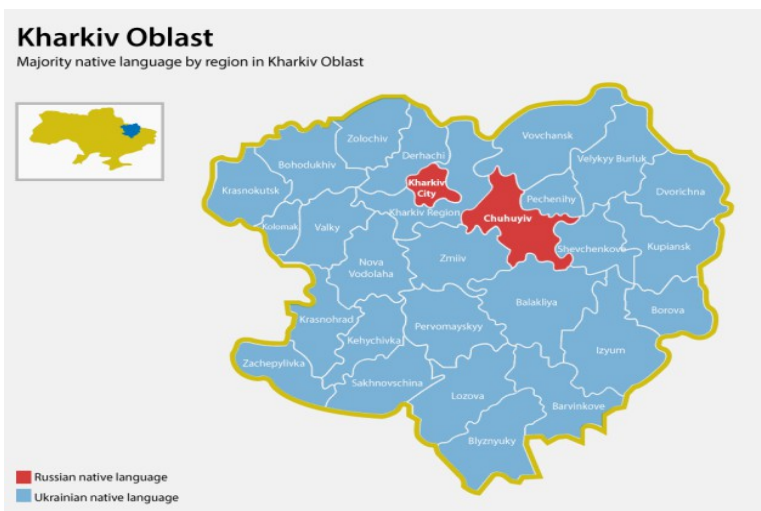 Kharkiv Oblast
Majority native language by region in Kharkiv Oblast
Zolochiv
Derhachi
Vovchansk
Bohodukhiv
Velykyy Burluk
Krasnokutsk
Kharkiv
City
Pechenihy
Dvorichna
Kolomak
Valky
Kharkiv Region
Chuhuyiv
Shevchenkove
Kupiansk
Nova
Vodolaha
Zmiiv
Balakliya
Borova
Krasnohrad
Pervomayskyy
Kehychivka
Izyum
Zachepylivka
Sakhnovschina
Lozova
Barvinkove
Blyznyuky
Russian native language
Ukrainian native language